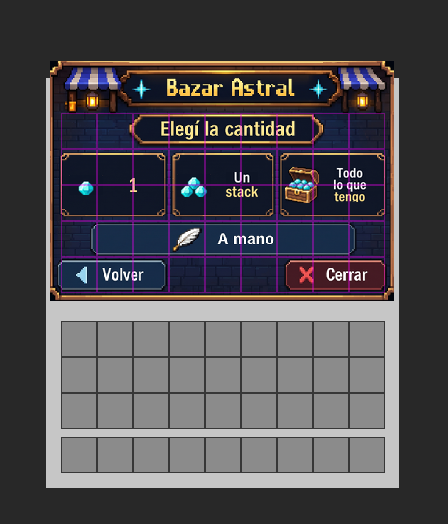 Bazar Astral
Elegí la cantidad
1
Un
stack
Todo
lo que
tengo
A mano
Volver
Cerrar